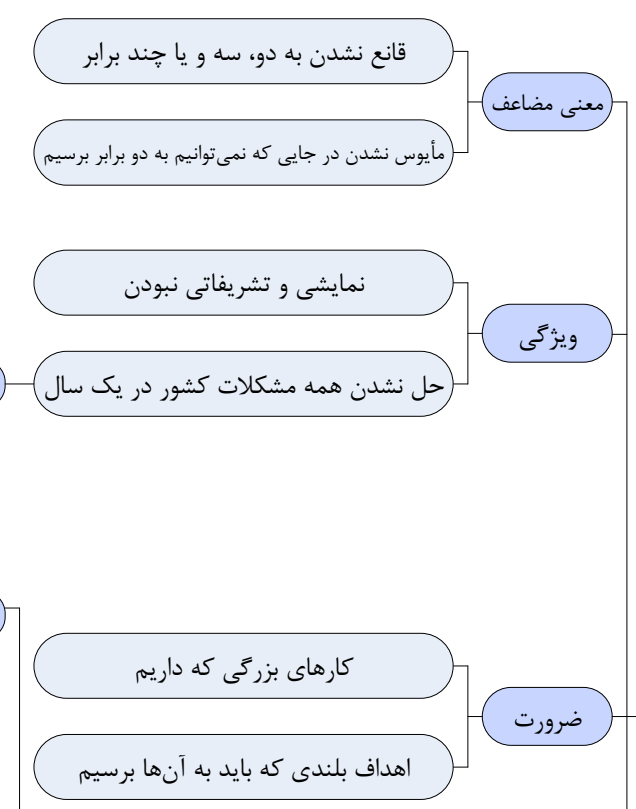 معنی مضاعف
قانع نشدن به دو، سه و یا چند برابر
مأیوس نشدن در جایی که نمی‌توانیم به دو برابر برسیم
ویژگی
نمایشی و تشریفاتی نبودن
حل نشدن همه مشکلات کشور در یک سال
ضرورت
کارهای بزرگی که داریم
اهداف بلندی که باید به آن‌ها برسیم